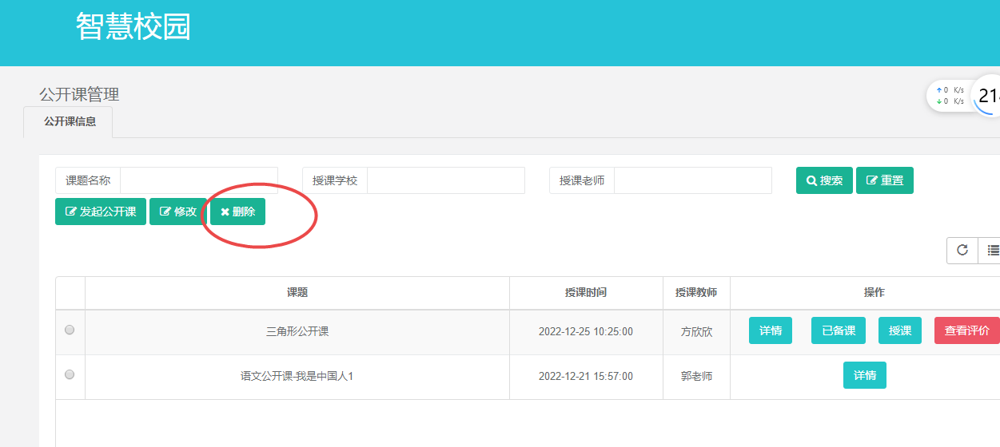 智慧校园
公开课管理
↑ 0 K/s
↓ 0 K/s
公开课信息
课题名称 授课学校 授课老师 搜索 重置
发起公开课 修改 删除
课题 授课时间 授课教师 操作
三角形公开课 2022-12-25 10:25:00 方欣欣 详情 已备课 授课 查看评价
语文公开课-我是中国人1 2022-12-21 15:57:00 郭老师 详情